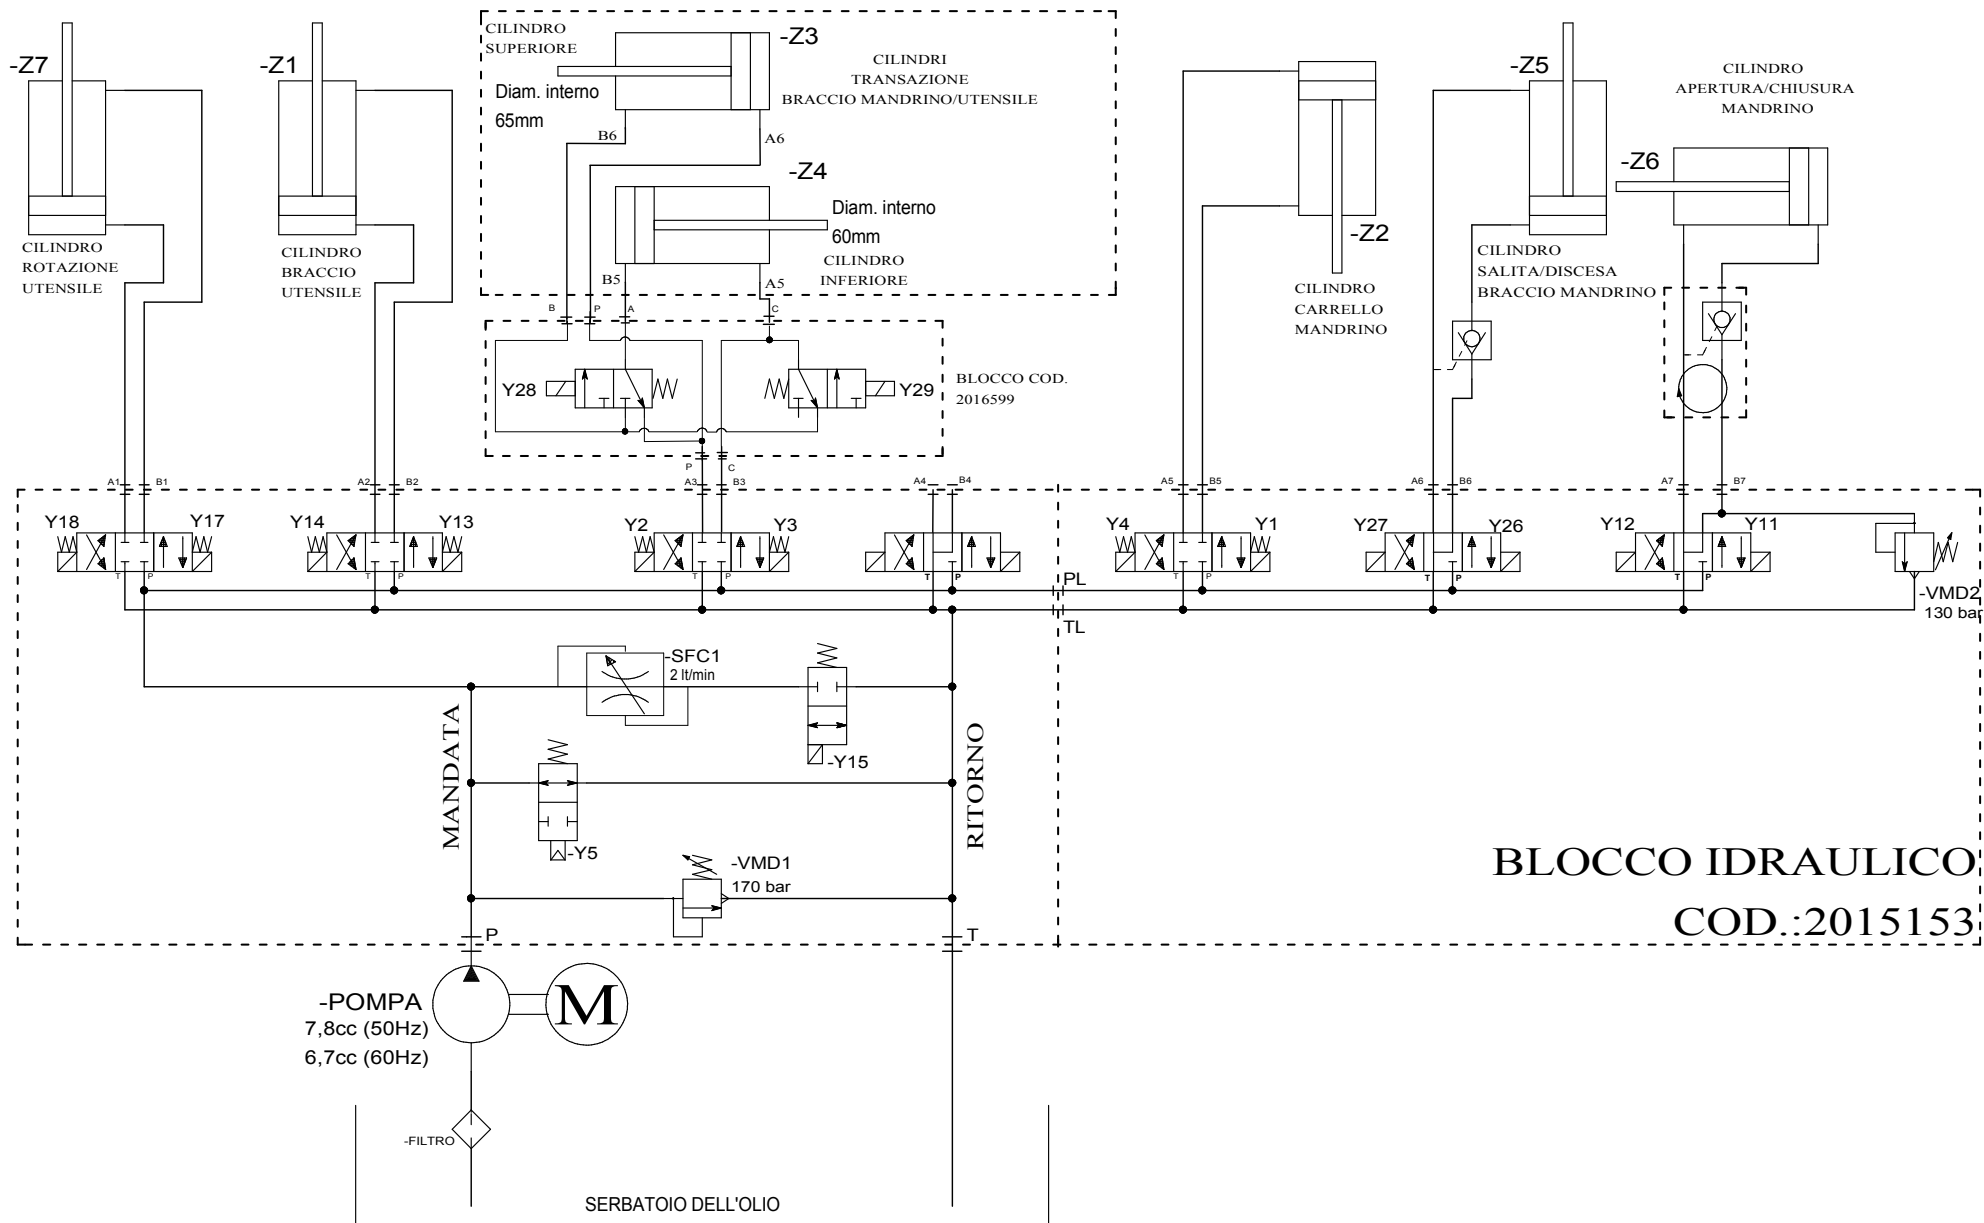 -Z7
CILINDRO
ROTAZIONE
UTENSILE
-Z1
CILINDRO
BRACCIO
UTENSILE
CILINDRO
SUPERIORE
-Z3
CILINDRI
TRANSAZIONE
BRACCIO MANDRINO/UTENSILE
Diam. interno
65mm
B6
A6
-Z4
Diam. interno
60mm
CILINDRO
INFERIORE
B5
A5
B
P
A
C
Y28
Y29
BLOCCO COD.
2016599
P
C
-Z2
CILINDRO
CARRELLO
MANDRINO
-Z5
CILINDRO
SALITA/DISCESA
BRACCIO MANDRINO
CILINDRO
APERTURA/CHIUSURA
MANDRINO
-Z6
A1
B1
A2
B2
A3
B3
A4
B4
A5
B5
A6
B6
A7
B7
Y18
Y17
Y14
Y13
Y2
Y3
Y4
Y1
Y27
Y26
Y12
Y11
T
P
T
P
T
P
T
P
T
P
T
P
T
P
PL
TL
-VMD2
130 bar
-SFC1
2 lt/min
-Y15
MANDATA
RITORNO
-Y5
-VMD1
170 bar
BLOCCO IDRAULICO
COD.:2015153
P
T
-POMPA
7,8cc (50Hz)
6,7cc (60Hz)
M
-FILTRO
SERBATOIO DELL'OLIO